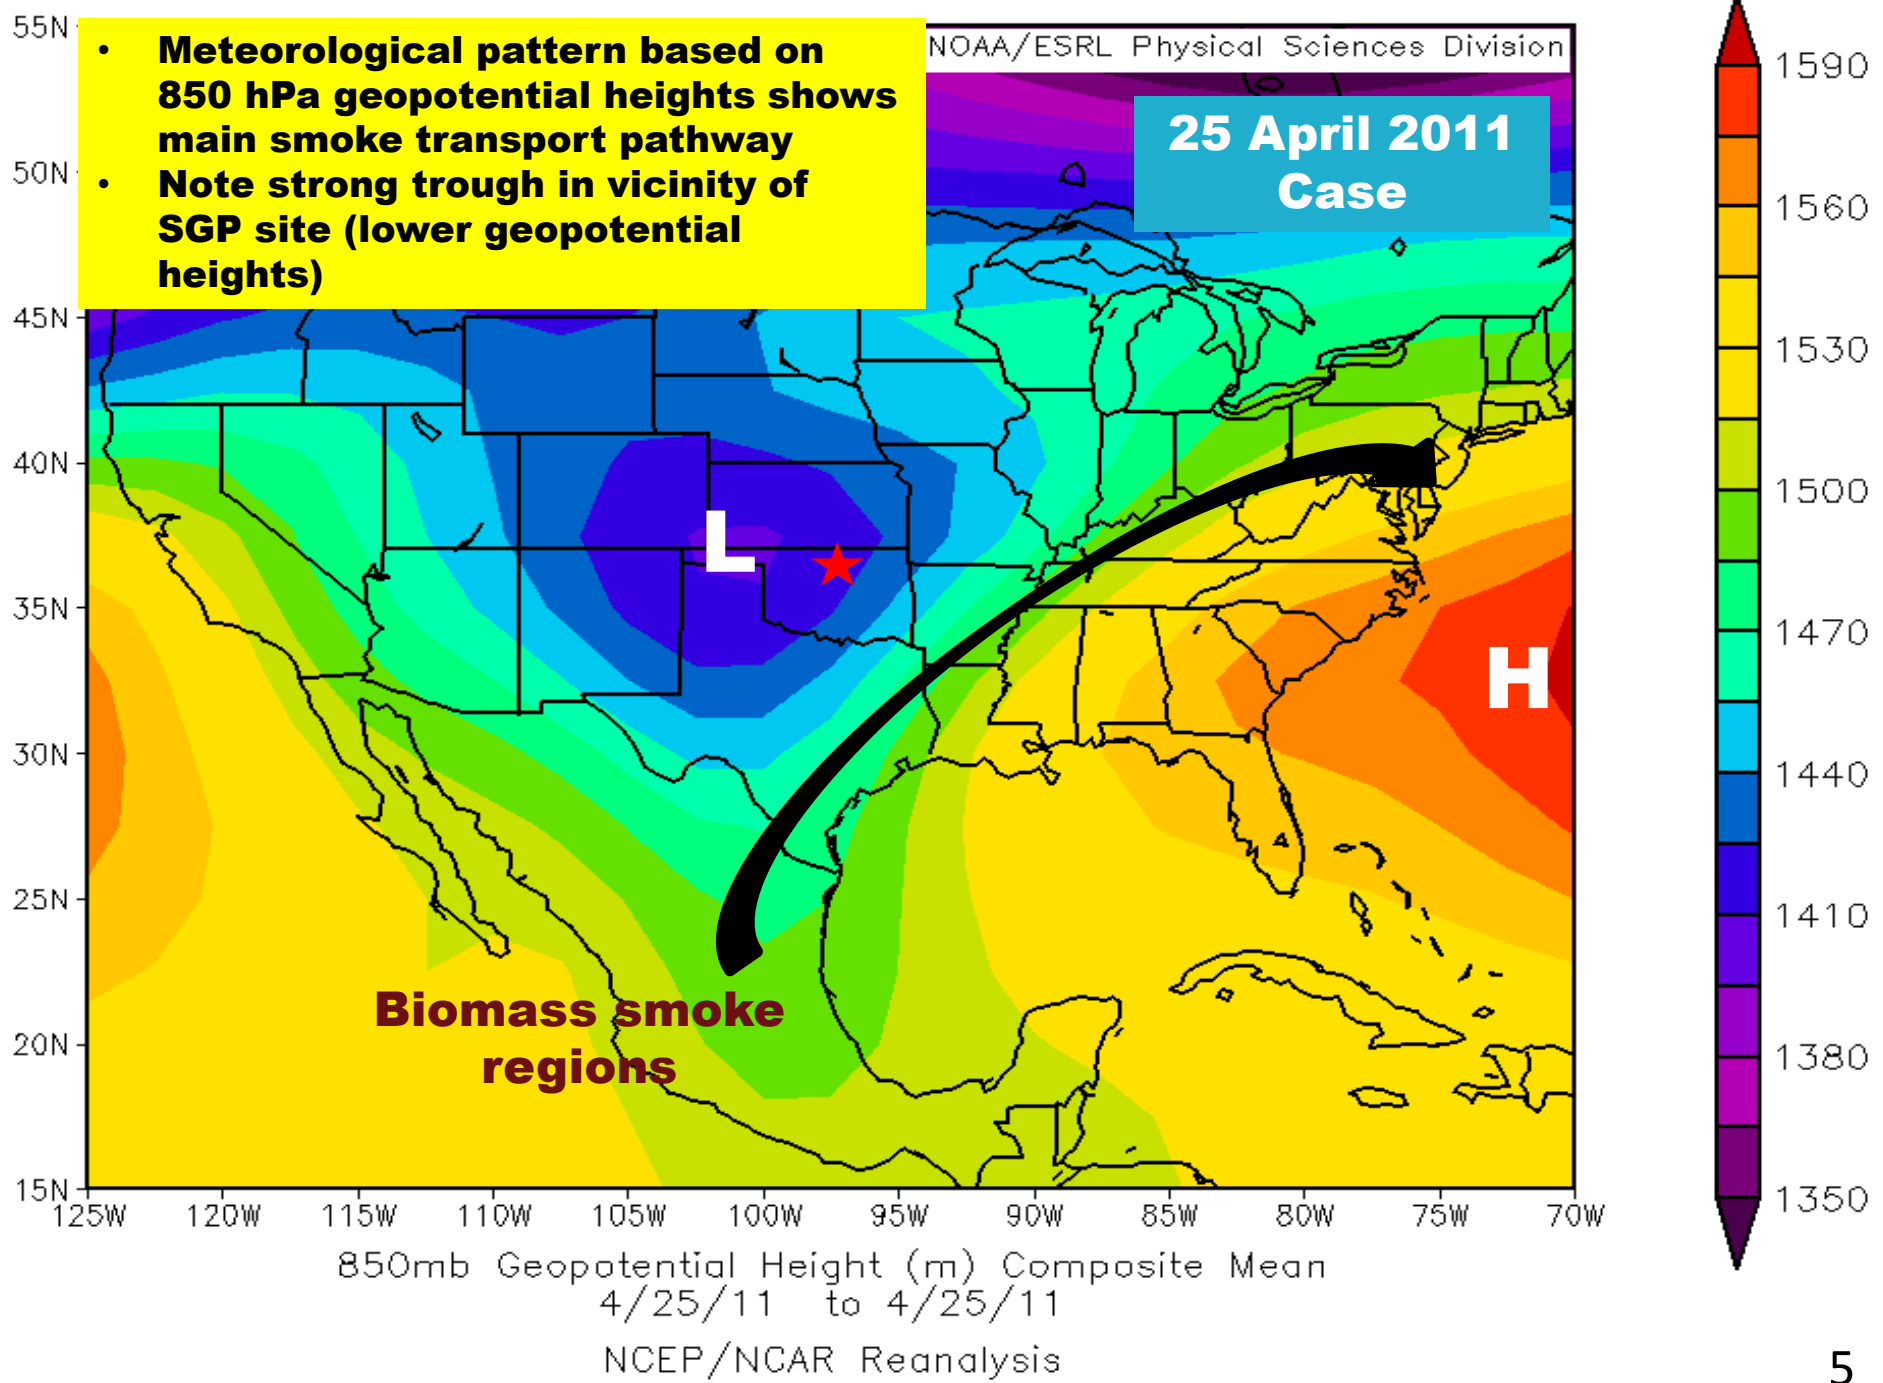 • Meteorological pattern based on
850 hPa geopotential heights shows
main smoke transport pathway
• Note strong trough in vicinity of
SGP site (lower geopotential
heights)
NOAA/ESRL Physical Sciences Division
25 April 2011
Case
55N
50N
45N
40N
35N
30N
25N
20N
15N
L
H
Biomass smoke
regions
125W 120W 115W 110W 105W 100W 95W 90W 85W 80W 75W 70W
1590
1560
1530
1500
1470
1440
1410
1380
1350
850mb Geopotential Height (m) Composite Mean
4/25/11 to 4/25/11
NCEP/NCAR Reanalysis
5